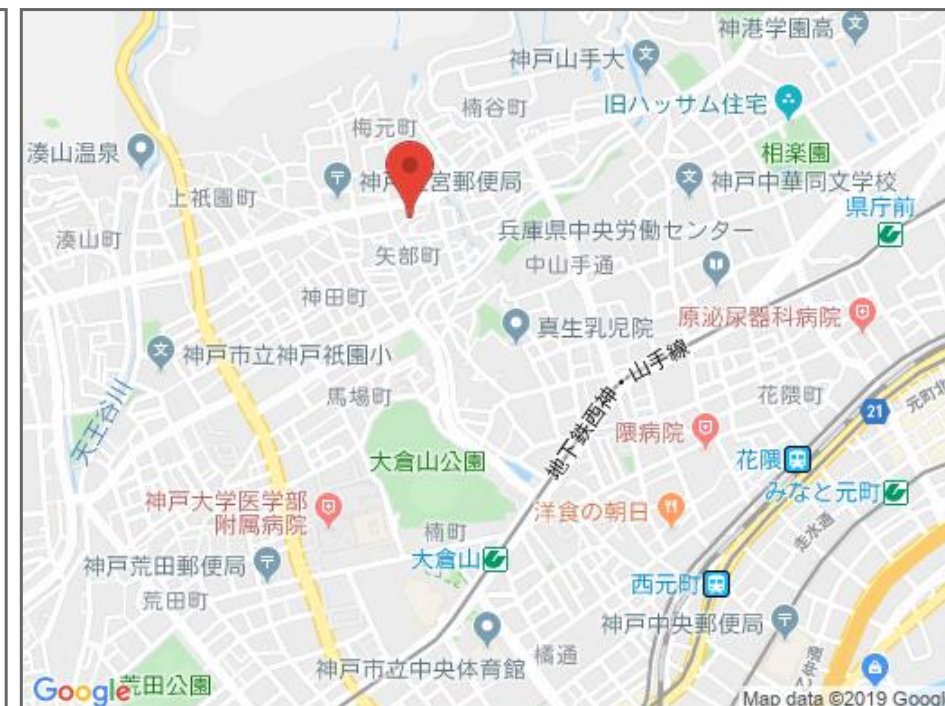 神港学園高
神戸山手大
楠谷町
旧ハッサム住宅
梅元町
湊山温泉
相楽園
上祇園町
神戸中華同文学校
県庁前
湊山町
矢部町
兵庫県中央労働センター
中山手通
神田町
原泌尿器科病院
真生乳児院
神戸市立神戸祇園小
地下鉄西神・山手線
馬場町
花隈町
21
元町北
天王谷川
隈病院
大倉山公園
花隈
みなと元町
神戸大学医学部
附属病院
洋食の朝日
走水通
楠町
大倉山
神戸荒田郵便局
西元町
荒田町
神戸中央郵便局
神戸市立中央体育館
橘通
Google
荒田公園
Map data ©2019 Googl